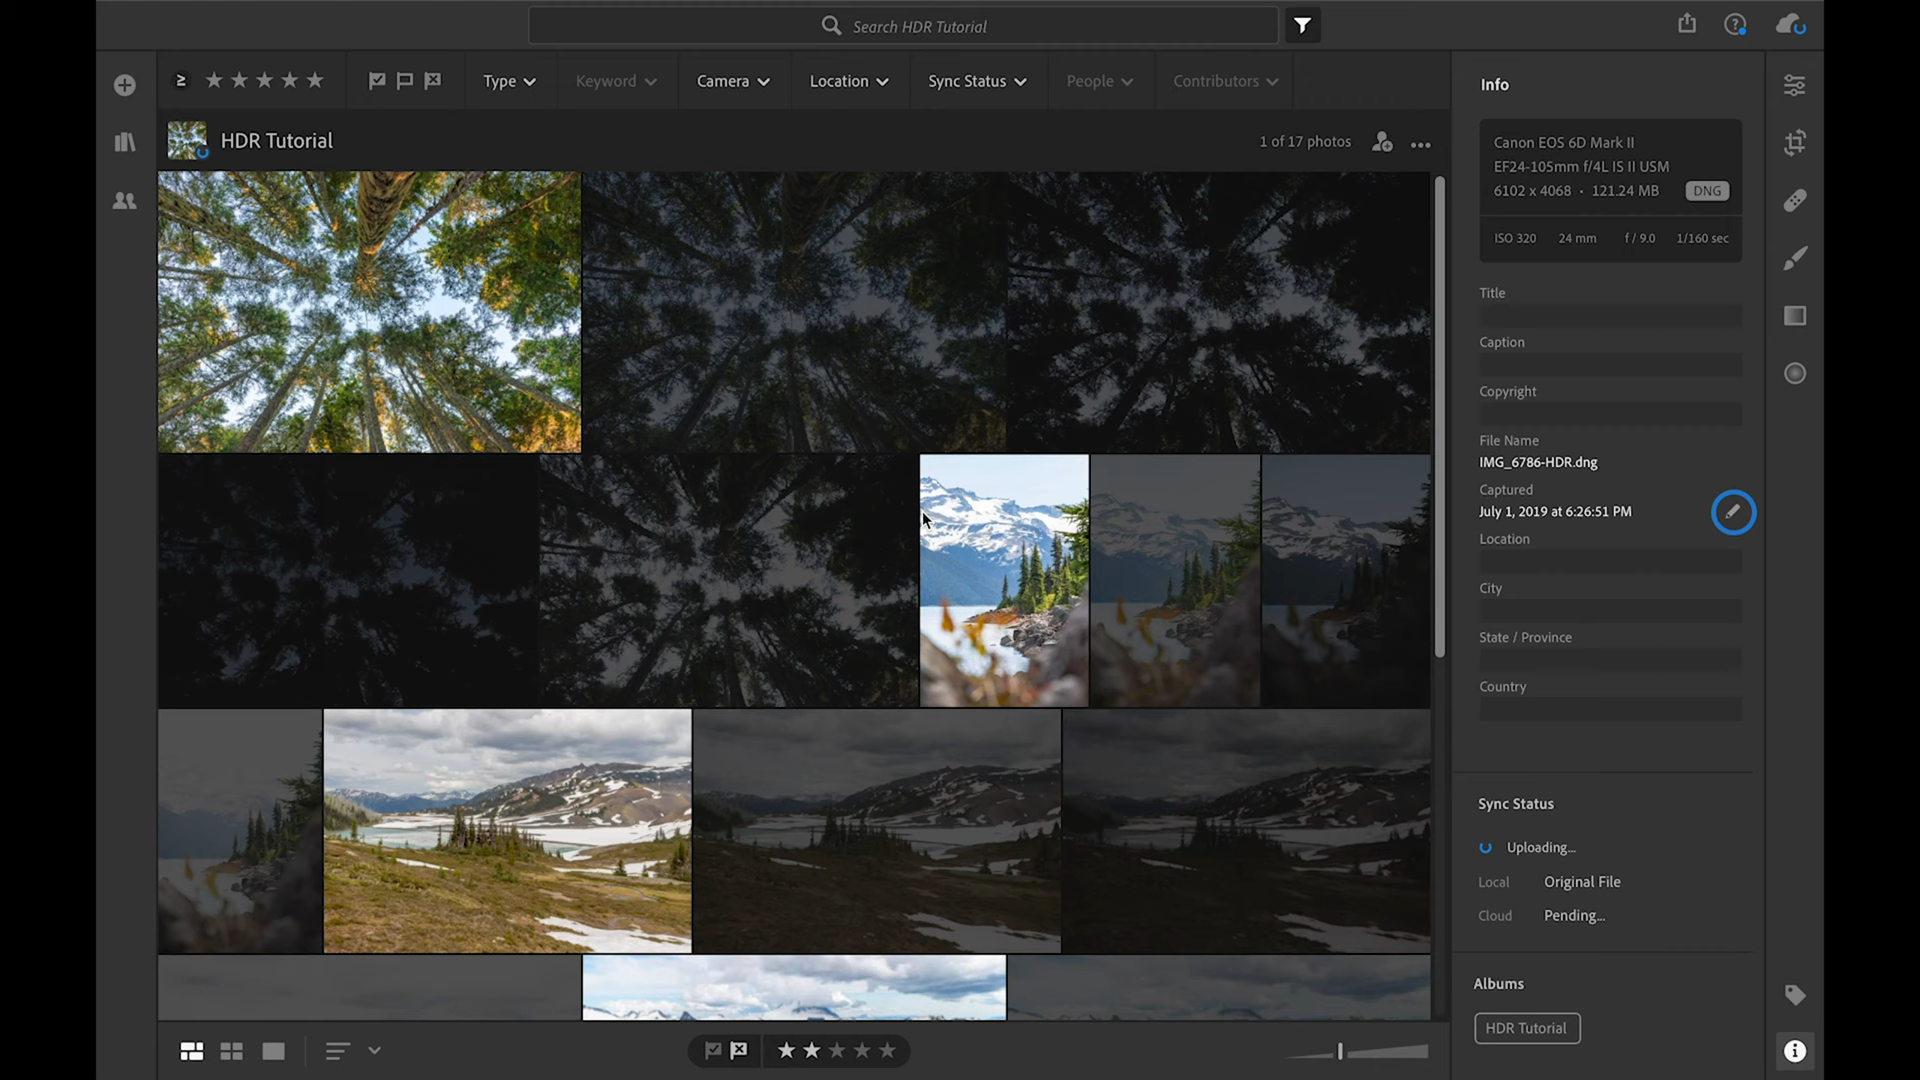 Search HDR Tutorial
Type
Keyword
Camera
Location
Sync Status
People
Contributors
HDR Tutorial
1 of 17 photos
Info
Canon EOS 6D Mark II
EF24-105mm f/4L IS II USM
6102 x 4068 · 121.24 MB DNG
ISO 320 24 mm f / 9.0 1/160 sec
Title
Caption
Copyright
File Name
IMG_6786-HDR.dng
Captured
July 1, 2019 at 6:26:51 PM
Location
City
State / Province
Country
Sync Status
Uploading...
Local Original File
Cloud Pending...
Albums
HDR Tutorial